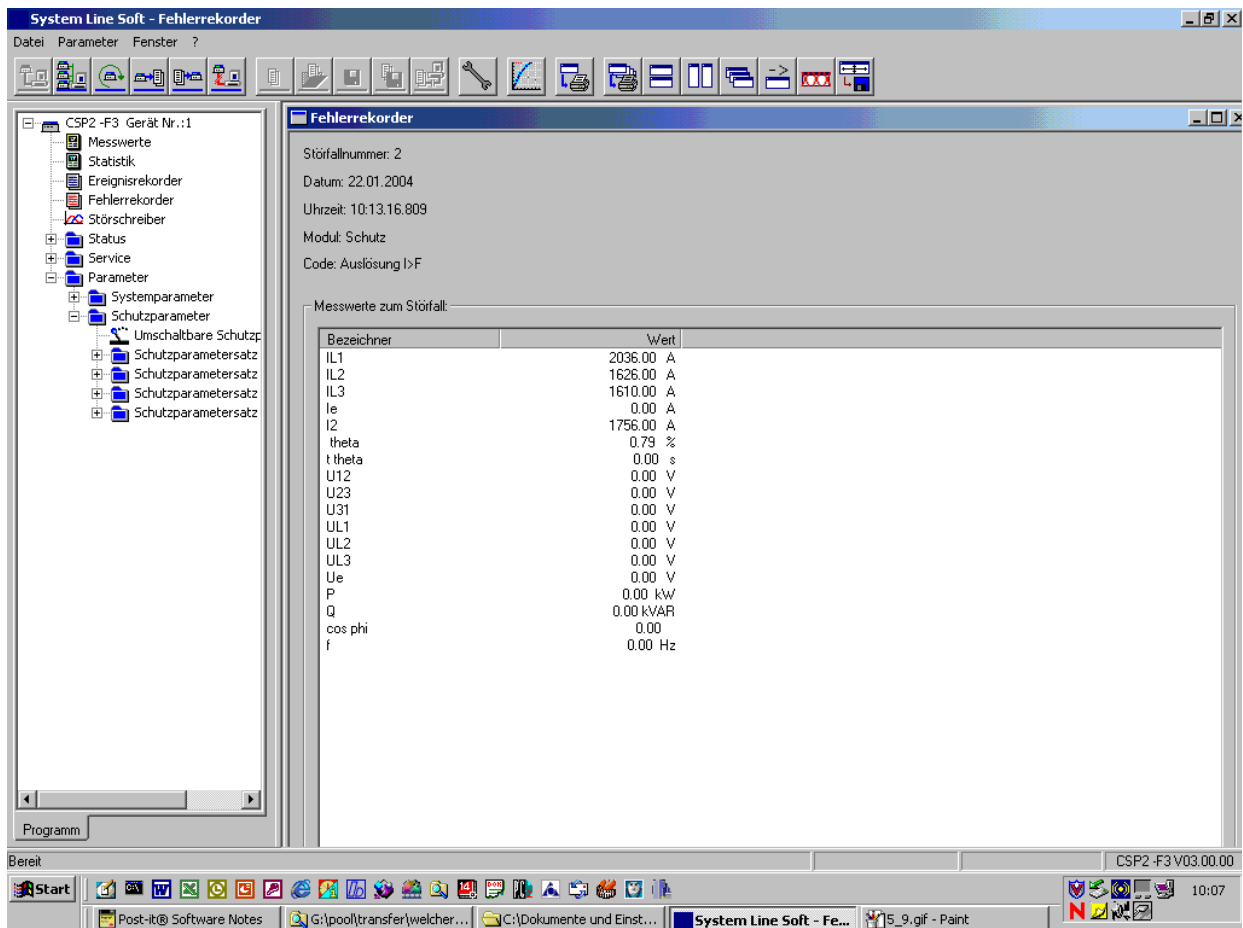 System Line Soft - Fehlerrekorder
Datei Parameter Fenster ?
CSP2 -F3 Gerät Nr.:1
Messwerte
Statistik
Ereignisrekorder
Fehlerrekorder
Störschreiber
Status
Service
Parameter
Systemparameter
Schutzparameter
Umschaltbare Schutzp
Schutzparametersatz
Schutzparametersatz
Schutzparametersatz
Schutzparametersatz
Programm
Fehlerrekorder
Störfallnummer: 2
Datum: 22.01.2004
Uhrzeit: 10:13.16.809
Modul: Schutz
Code: Auslösung I>F
Messwerte zum Störfall:
Bezeichner Wert
IL1 2036.00 A
IL2 1626.00 A
IL3 1610.00 A
Ie 0.00 A
I2 1756.00 A
theta 0.79 %
t theta 0.00 s
U12 0.00 V
U23 0.00 V
U31 0.00 V
UL1 0.00 V
UL2 0.00 V
UL3 0.00 V
Ue 0.00 V
P 0.00 kW
Q 0.00 kVAR
cos phi 0.00
f 0.00 Hz
Bereit CSP2 -F3 V03.00.00
Start 10:07
Post-it® Software Notes G:\pool\transfer\welcher... C:\Dokumente und Einst... System Line Soft - Fe... 5_9.gif - Paint